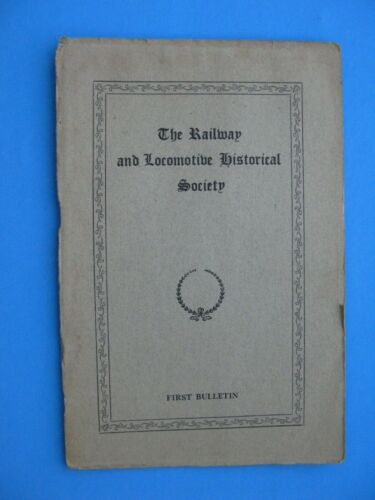 The Railway
and Locomotive Historical
Society
FIRST BULLETIN